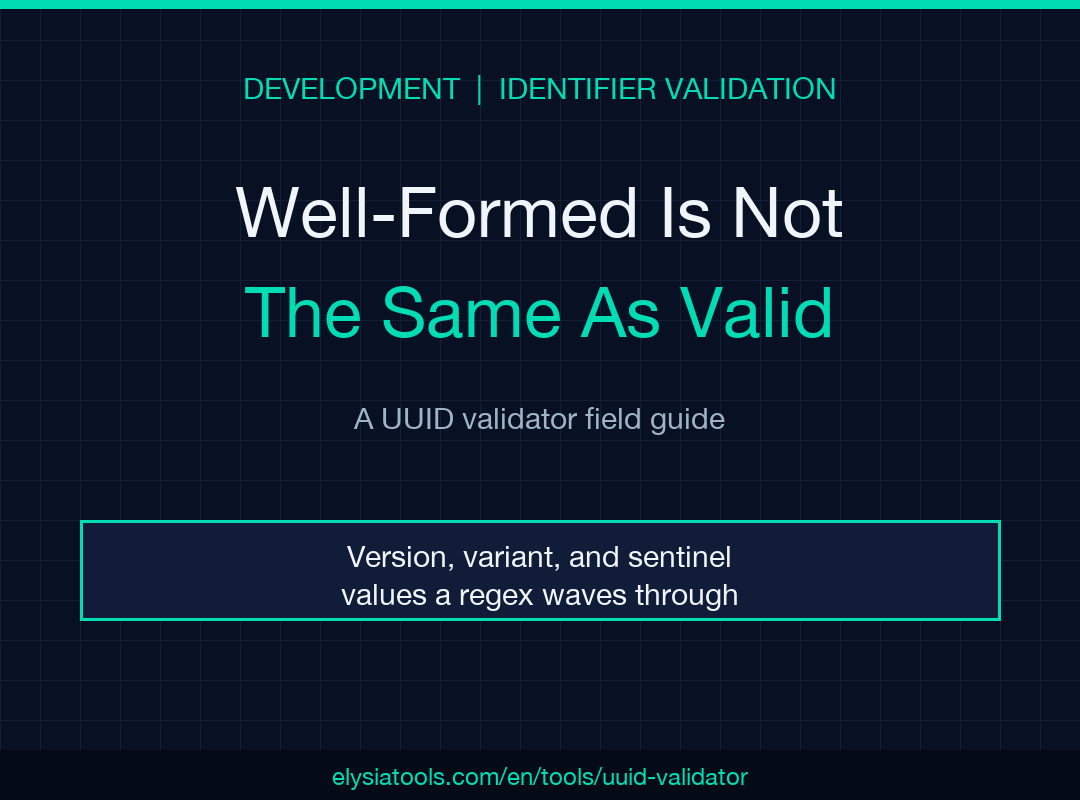 DEVELOPMENT | IDENTIFIER VALIDATION
Well-Formed Is Not
The Same As Valid
A UUID validator field guide
Version, variant, and sentinel
values a regex waves through
elysiatools.com/en/tools/uuid-validator